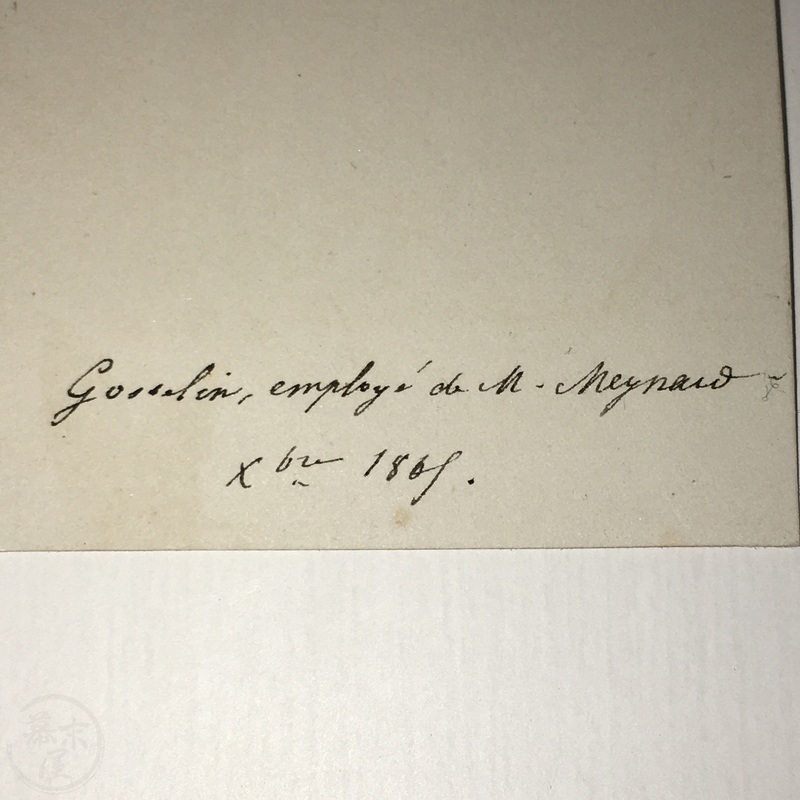 Gosselin, employé de M. Meynard
Xbre 1865.